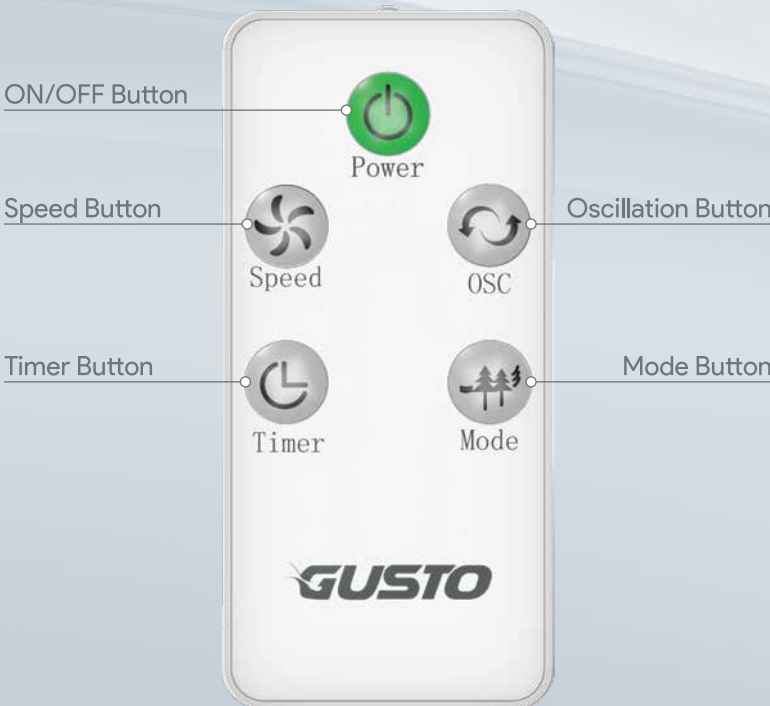 ON/OFF Button
Power
Speed Button
Oscillation Button
Speed
OSC
Timer Button
Mode Button
Timer
Mode
GUSTO